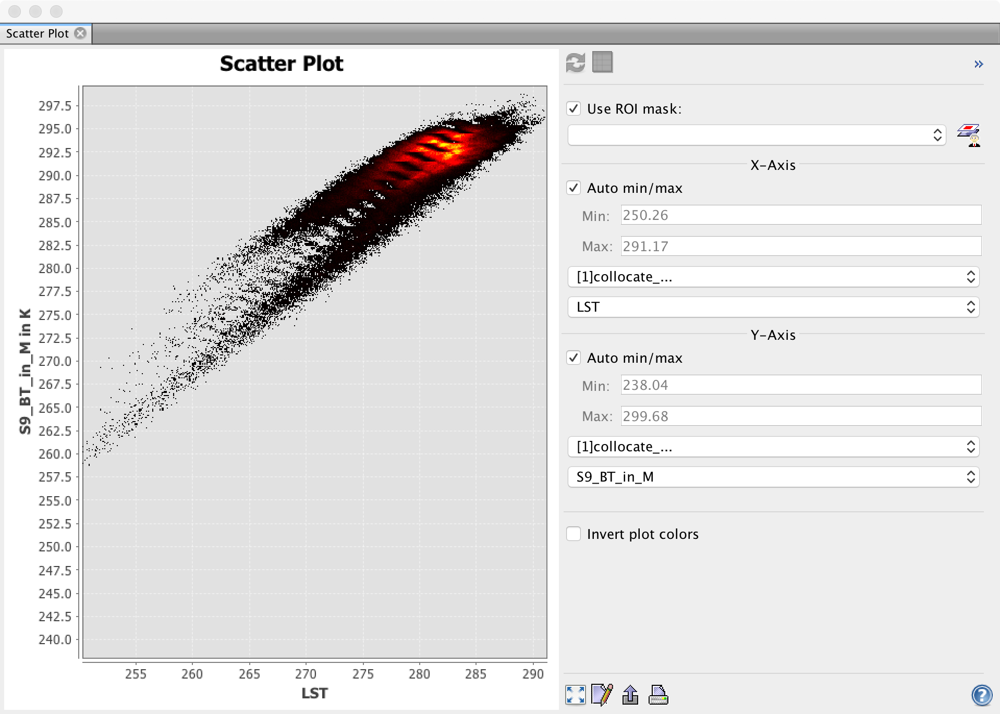 Scatter Plot
Scatter Plot
297.5
295.0
292.5
290.0
287.5
285.0
282.5
280.0
277.5
275.0
272.5
270.0
267.5
265.0
262.5
260.0
257.5
255.0
252.5
250.0
247.5
245.0
242.5
240.0
S9_BT_in_M in K
255 260 265 270 275 280 285 290
LST
»
Use ROI mask:
X-Axis
Auto min/max
Min: 250.26
Max: 291.17
[1]collocate_...
LST
Y-Axis
Auto min/max
Min: 238.04
Max: 299.68
[1]collocate_...
S9_BT_in_M
Invert plot colors
?